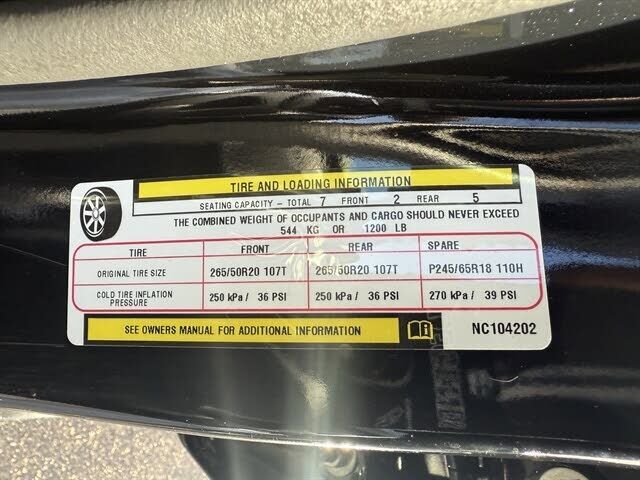 TIRE AND LOADING INFORMATION
SEATING CAPACITY - TOTAL 7 FRONT 2 REAR 5
THE COMBINED WEIGHT OF OCCUPANTS AND CARGO SHOULD NEVER EXCEED
544 KG OR 1200 LB
TIRE FRONT REAR SPARE
ORIGINAL TIRE SIZE 265/50R20 107T 265/50R20 107T P245/65R18 110H
COLD TIRE INFLATION PRESSURE 250 kPa / 36 PSI 250 kPa / 36 PSI 270 kPa / 39 PSI
SEE OWNERS MANUAL FOR ADDITIONAL INFORMATION NC104202